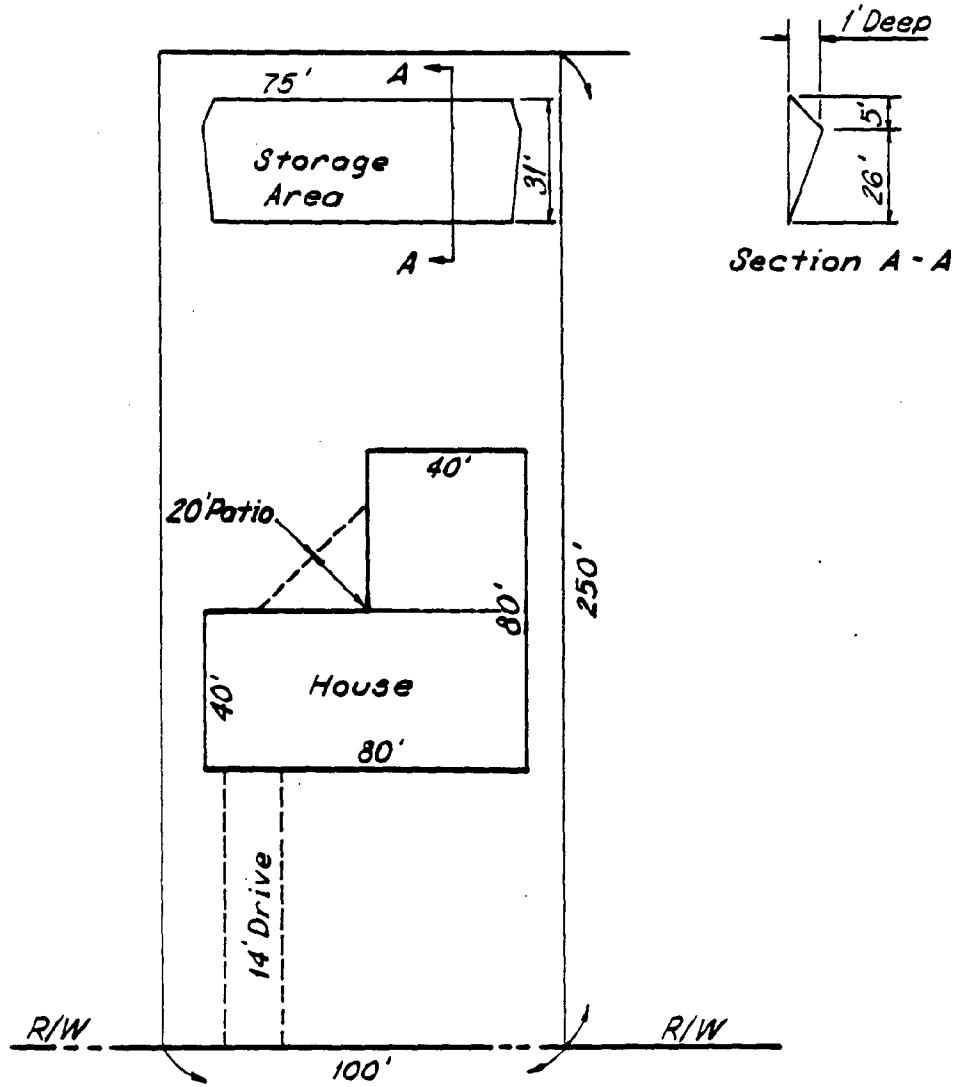 1' Deep
A
75'
5'
Storage
Area
31'
26'
A
Section A - A
40'
20' Patio
250'
80'
40'
House
80'
14' Drive
R/W
R/W
100'